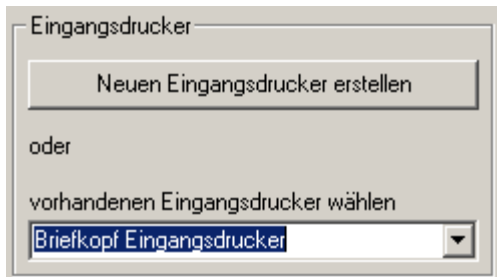 Eingangsdrucker
Neuen Eingangsdrucker erstellen
oder
vorhandenen Eingangsdrucker wählen
Briefkopf Eingangsdrucker